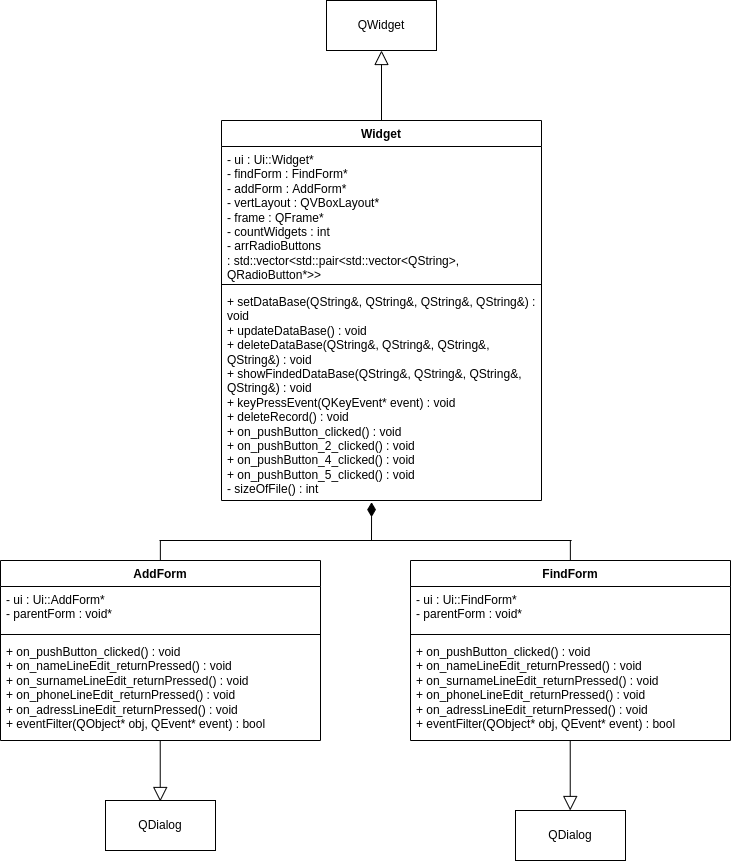 QWidget
Widget
- ui : Ui::Widget*
- findForm : FindForm*
- addForm : AddForm*
- vertLayout : QVBoxLayout*
- frame : QFrame*
- countWidgets : int
- arrRadioButtons
: std::vector<std::pair<std::vector<QString>,
QRadioButton*>>
+ setDataBase(QString&, QString&, QString&, QString&) :
void
+ updateDataBase() : void
+ deleteDataBase(QString&, QString&, QString&,
QString&) : void
+ showFindedDataBase(QString&, QString&, QString&,
QString&) : void
+ keyPressEvent(QKeyEvent* event) : void
+ deleteRecord() : void
+ on_pushButton_clicked() : void
+ on_pushButton_2_clicked() : void
+ on_pushButton_4_clicked() : void
+ on_pushButton_5_clicked() : void
- sizeOfFile() : int
AddForm
- ui : Ui::AddForm*
- parentForm : void*
+ on_pushButton_clicked() : void
+ on_nameLineEdit_returnPressed() : void
+ on_surnameLineEdit_returnPressed() : void
+ on_phoneLineEdit_returnPressed() : void
+ on_adressLineEdit_returnPressed() : void
+ eventFilter(QObject* obj, QEvent* event) : bool
FindForm
- ui : Ui::FindForm*
- parentForm : void*
+ on_pushButton_clicked() : void
+ on_nameLineEdit_returnPressed() : void
+ on_surnameLineEdit_returnPressed() : void
+ on_phoneLineEdit_returnPressed() : void
+ on_adressLineEdit_returnPressed() : void
+ eventFilter(QObject* obj, QEvent* event) : bool
QDialog
QDialog